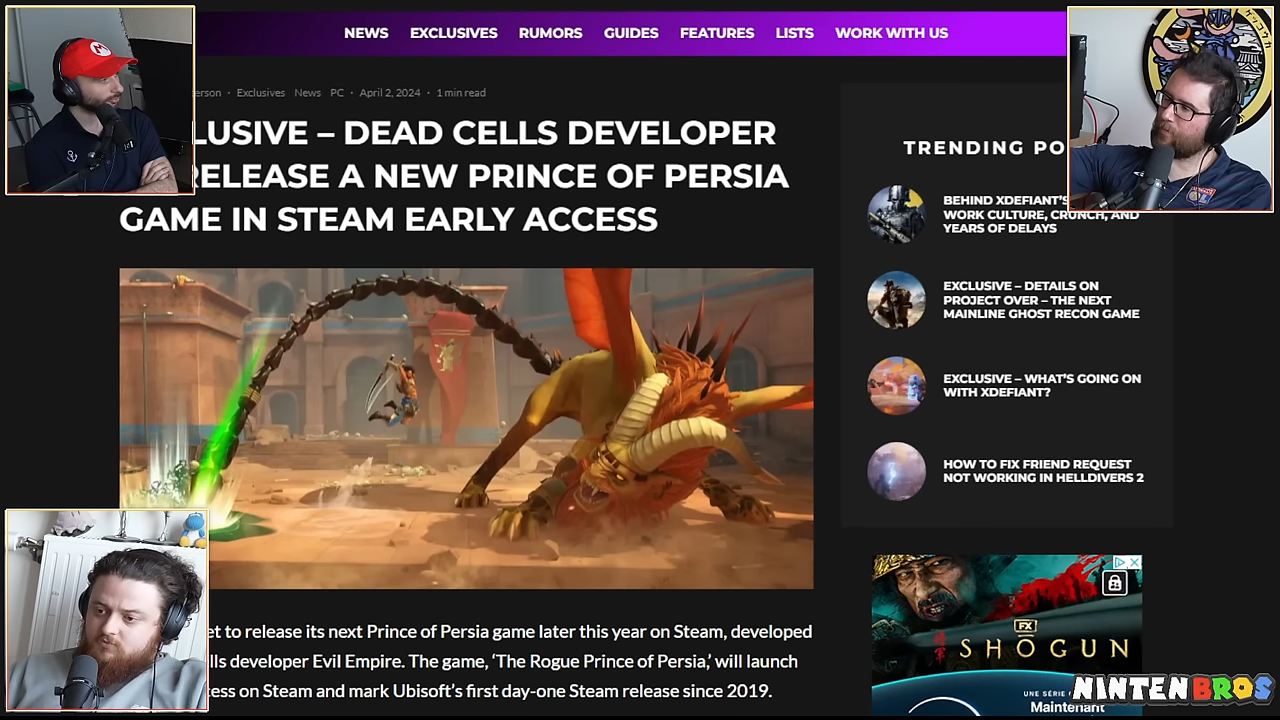 NEWS EXCLUSIVES RUMORS GUIDES FEATURES LISTS WORK WITH US
erson · Exclusives News PC · April 2, 2024 · 1 min read
LUSIVE – DEAD CELLS DEVELOPER
RELEASE A NEW PRINCE OF PERSIA
GAME IN STEAM EARLY ACCESS
TRENDING PO
BEHIND XDEFIANT'S
WORK CULTURE, CRUNCH, AND
YEARS OF DELAYS
EXCLUSIVE – DETAILS ON
PROJECT OVER – THE NEXT
MAINLINE GHOST RECON GAME
EXCLUSIVE – WHAT'S GOING ON
WITH XDEFIANT?
HOW TO FIX FRIEND REQUEST
NOT WORKING IN HELLDIVERS 2
et to release its next Prince of Persia game later this year on Steam, developed
lls developer Evil Empire. The game, 'The Rogue Prince of Persia,' will launch
cess on Steam and mark Ubisoft's first day-one Steam release since 2019.
FX
SHŌGUN
UNE SÉRIE
Maintenant
NINTENBROS